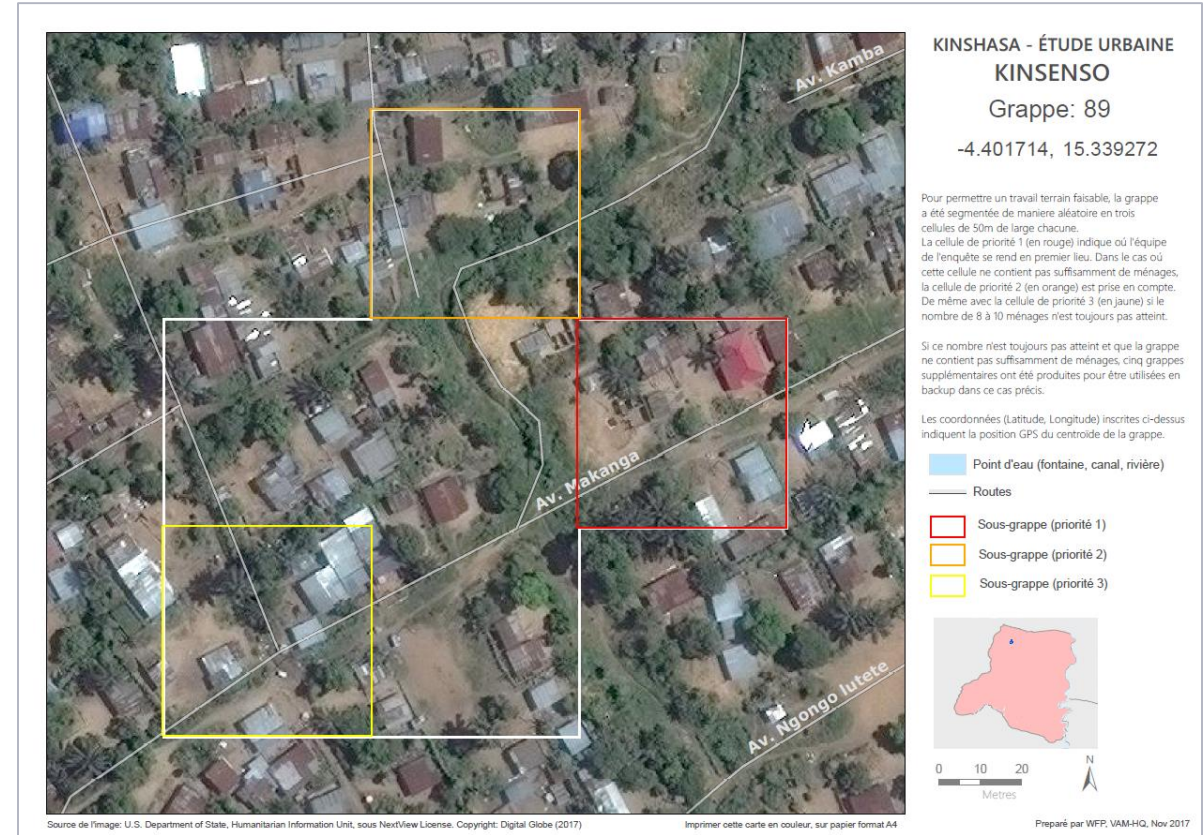 KINSHASA - ÉTUDE URBAINE
KINSENSO
Grappe: 89
-4.401714, 15.339272
Pour permettre un travail terrain faisable, la grappe
a été segmentée de maniere aléatoire en trois
cellules de 50m de large chacune.
La cellule de priorité 1 (en rouge) indique oú l'équipe
de l'enquête se rend en premier lieu. Dans le cas oú
cette cellule ne contient pas suffisamment de ménages,
la cellule de priorité 2 (en orange) est prise en compte.
De même avec la cellule de priorité 3 (en jaune) si le
nombre de 8 à 10 ménages n'est toujours pas atteint.
Si ce nombre n'est toujours pas atteint et que la grappe
ne contient pas suffisamment de ménages, cinq grappes
supplémentaires ont été produites pour être utilisées en
backup dans ce cas précis.
Les coordonnées (Latitude, Longitude) inscrites ci-dessus
indiquent la position GPS du centroïde de la grappe.
Point d'eau (fontaine, canal, rivière)
Routes
Sous-grappe (priorité 1)
Sous-grappe (priorité 2)
Sous-grappe (priorité 3)
0 10 20
Metres
N
Av. Kamba
Av. Makanga
Av. Ngongo lutete
Source de l'image: U.S. Department of State, Humanitarian Information Unit, sous NextView License. Copyright: Digital Globe (2017)
Imprimer cette carte en couleur, sur papier format A4
Preparé par WFP, VAM-HQ, Nov 2017